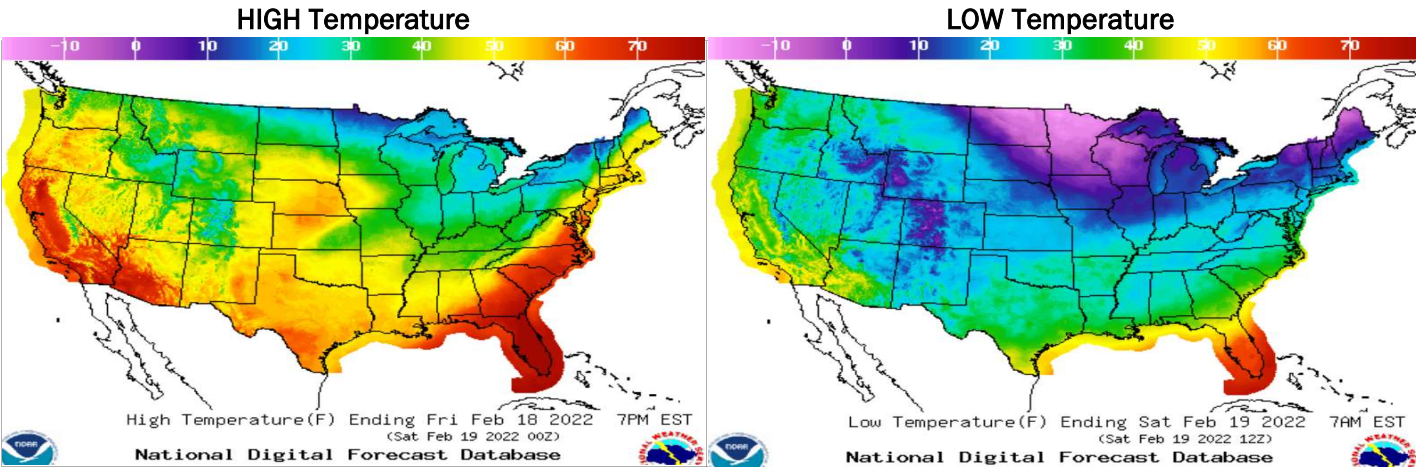 HIGH Temperature
-10 0 10 20 30 40 50 60 70
High Temperature(F) Ending Fri Feb 18 2022 7PM EST
(Sat Feb 19 2022 00Z)
National Digital Forecast Database
NOAA
LOW Temperature
-10 0 10 20 30 40 50 60 70
Low Temperature(F) Ending Sat Feb 19 2022 7AM EST
(Sat Feb 19 2022 12Z)
National Digital Forecast Database
NOAA